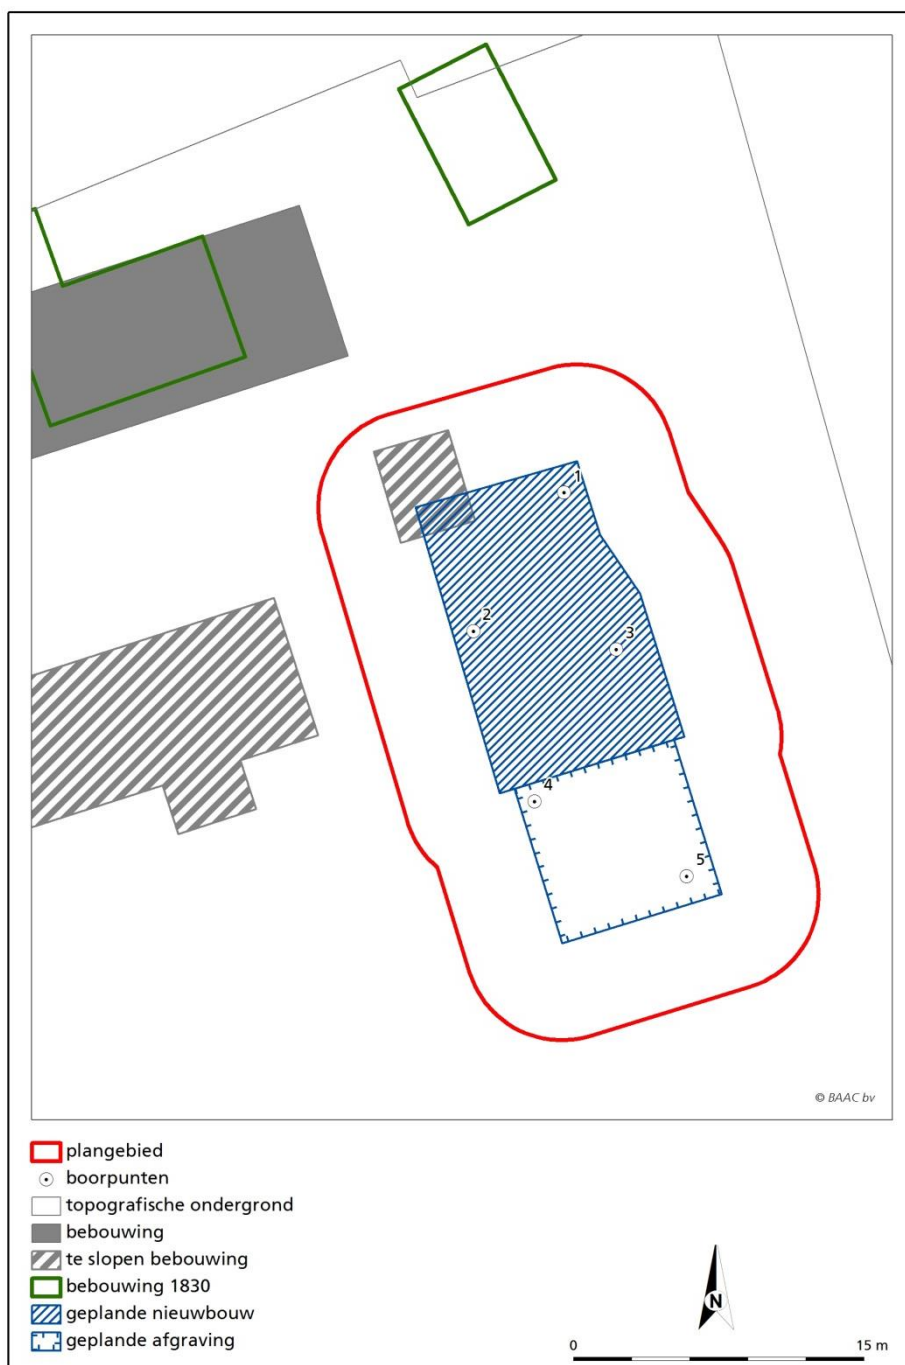 1
2
3
4
5
© BAAC bv
plangebied
boorpunten
topografische ondergrond
bebouwing
te slopen bebouwing
bebouwing 1830
geplande nieuwbouw
geplande afgraving
N
0 15 m